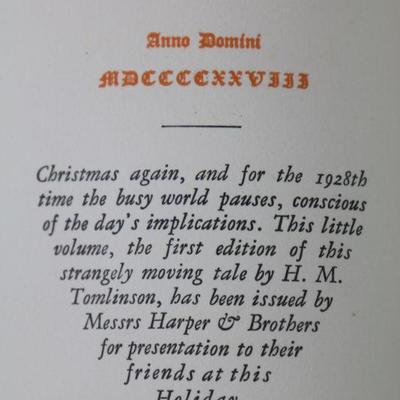 Anno Domini
MDCCCCXXVIII
Christmas again, and for the 1928th
time the busy world pauses, conscious
of the day's implications. This little
volume, the first edition of this
strangely moving tale by H. M.
Tomlinson, has been issued by
Messrs Harper & Brothers
for presentation to their
friends at this
Holiday